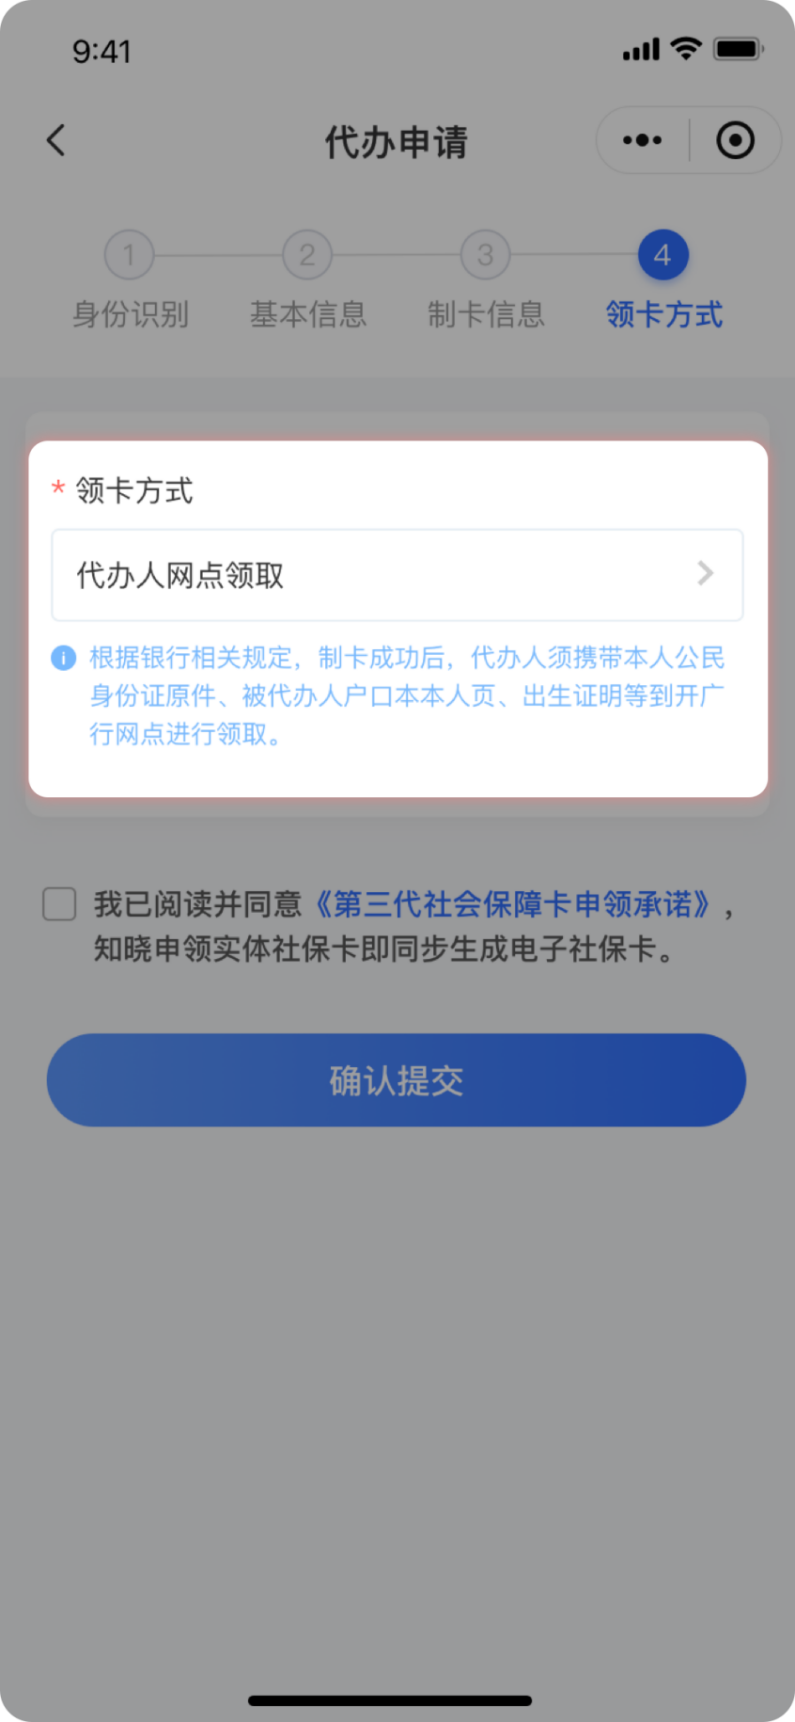 9:41
代办申请
1 2 3 4
身份识别 基本信息 制卡信息 领卡方式
* 领卡方式
代办人网点领取
根据银行相关规定，制卡成功后，代办人须携带本人公民
身份证原件、被代办人户口本本人页、出生证明等到开广
行网点进行领取。
我已阅读并同意《第三代社会保障卡申领承诺》，
知晓申领实体社保卡即同步生成电子社保卡。
确认提交